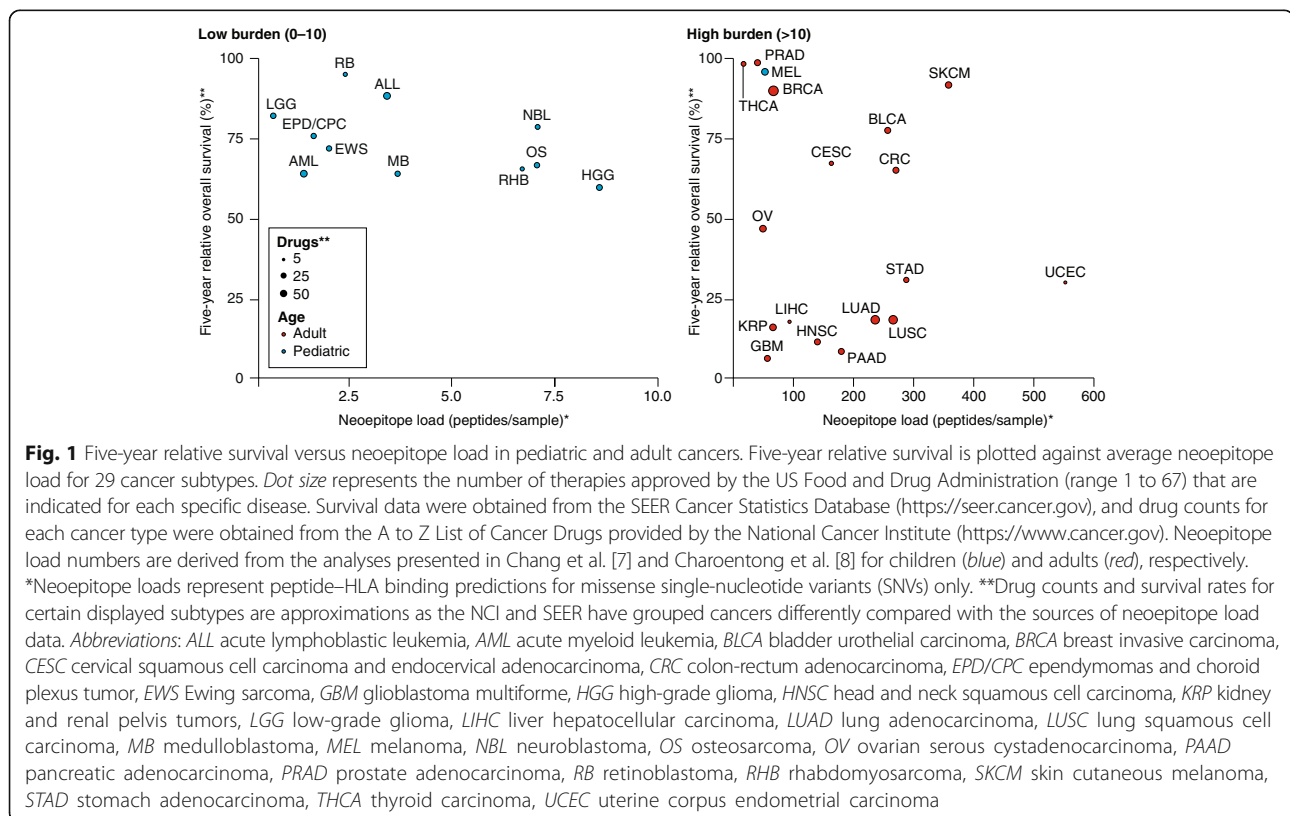 Low burden (0–10)
High burden (>10)
100
75
50
25
0
Five-year relative overall survival (%)**
RB
ALL
LGG
EPD/CPC
EWS
AML
MB
NBL
OS
RHB
HGG
Drugs**
5
25
50
Age
Adult
Pediatric
2.5
5.0
7.5
10.0
Neoepitope load (peptides/sample)*
100
75
50
25
0
Five-year relative overall survival (%)**
PRAD
MEL
BRCA
THCA
SKCM
BLCA
CESC
CRC
OV
STAD
UCEC
LIHC
LUAD
KRP
HNSC
LUSC
GBM
PAAD
100
200
300
400
500
600
Neoepitope load (peptides/sample)*
Fig. 1 Five-year relative survival versus neoepitope load in pediatric and adult cancers. Five-year relative survival is plotted against average neoepitope
load for 29 cancer subtypes. Dot size represents the number of therapies approved by the US Food and Drug Administration (range 1 to 67) that are
indicated for each specific disease. Survival data were obtained from the SEER Cancer Statistics Database (https://seer.cancer.gov), and drug counts for
each cancer type were obtained from the A to Z List of Cancer Drugs provided by the National Cancer Institute (https://www.cancer.gov). Neoepitope
load numbers are derived from the analyses presented in Chang et al. [7] and Charoentong et al. [8] for children (blue) and adults (red), respectively.
*Neoepitope loads represent peptide–HLA binding predictions for missense single-nucleotide variants (SNVs) only. **Drug counts and survival rates for
certain displayed subtypes are approximations as the NCI and SEER have grouped cancers differently compared with the sources of neoepitope load
data. Abbreviations: ALL acute lymphoblastic leukemia, AML acute myeloid leukemia, BLCA bladder urothelial carcinoma, BRCA breast invasive carcinoma,
CESC cervical squamous cell carcinoma and endocervical adenocarcinoma, CRC colon-rectum adenocarcinoma, EPD/CPC ependymomas and choroid
plexus tumor, EWS Ewing sarcoma, GBM glioblastoma multiforme, HGG high-grade glioma, HNSC head and neck squamous cell carcinoma, KRP kidney
and renal pelvis tumors, LGG low-grade glioma, LIHC liver hepatocellular carcinoma, LUAD lung adenocarcinoma, LUSC lung squamous cell
carcinoma, MB medulloblastoma, MEL melanoma, NBL neuroblastoma, OS osteosarcoma, OV ovarian serous cystadenocarcinoma, PAAD
pancreatic adenocarcinoma, PRAD prostate adenocarcinoma, RB retinoblastoma, RHB rhabdomyosarcoma, SKCM skin cutaneous melanoma,
STAD stomach adenocarcinoma, THCA thyroid carcinoma, UCEC uterine corpus endometrial carcinoma